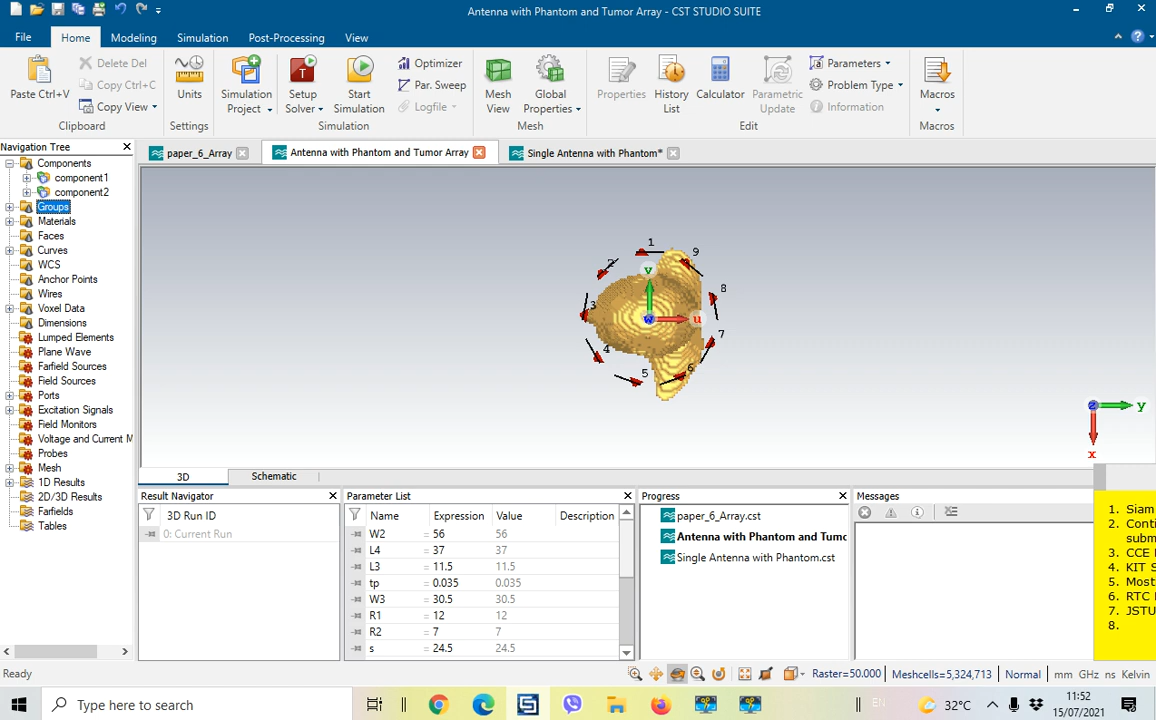 Antenna with Phantom and Tumor Array - CST STUDIO SUITE
File Home Modeling Simulation Post-Processing View
Paste Ctrl+V
Delete Del
Copy Ctrl+C
Copy View
Clipboard
Units
Settings
Simulation Project
Setup Solver
Start Simulation
Optimizer
Par. Sweep
Logfile
Simulation
Mesh View
Global Properties
Mesh
Properties
History List
Calculator
Parametric Update
Parameters
Problem Type
Information
Edit
Macros
Macros
Navigation Tree
paper_6_Array
Antenna with Phantom and Tumor Array
Single Antenna with Phantom*
Components
component1
component2
Groups
Materials
Faces
Curves
WCS
Anchor Points
Wires
Voxel Data
Dimensions
Lumped Elements
Plane Wave
Farfield Sources
Field Sources
Ports
Excitation Signals
Field Monitors
Voltage and Current M
Probes
Mesh
1D Results
2D/3D Results
Farfields
Tables
1
2
3
4
5
6
7
8
9
v
u
w
z
y
x
3D Schematic
Result Navigator
3D Run ID
0: Current Run
Parameter List
Name Expression Value Description
W2 = 56 56
L4 = 37 37
L3 = 11.5 11.5
tp = 0.035 0.035
W3 = 30.5 30.5
R1 = 12 12
R2 = 7 7
s = 24.5 24.5
Progress
paper_6_Array.cst
Antenna with Phantom and Tumo
Single Antenna with Phantom.cst
Messages
1. Siam
2. Conti
subm
3. CCE
4. KIT S
5. Most
6. RTC
7. JSTU
8.
Ready
Raster=50.000 Meshcells=5,324,713 Normal mm GHz ns Kelvin
Type here to search
EN
32°C
11:52
15/07/2021